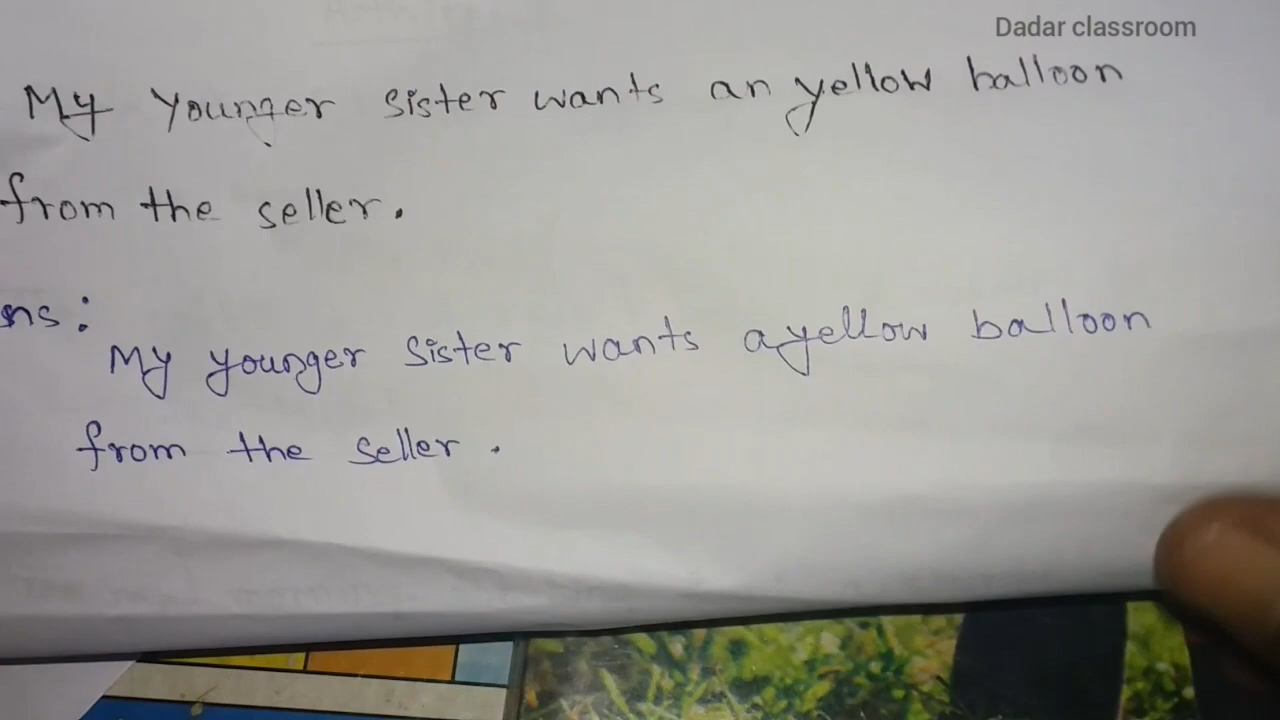 Dadar classroom
My younger sister wants an yellow balloon
from the seller.
ns:
My younger sister wants a yellow balloon
from the seller.